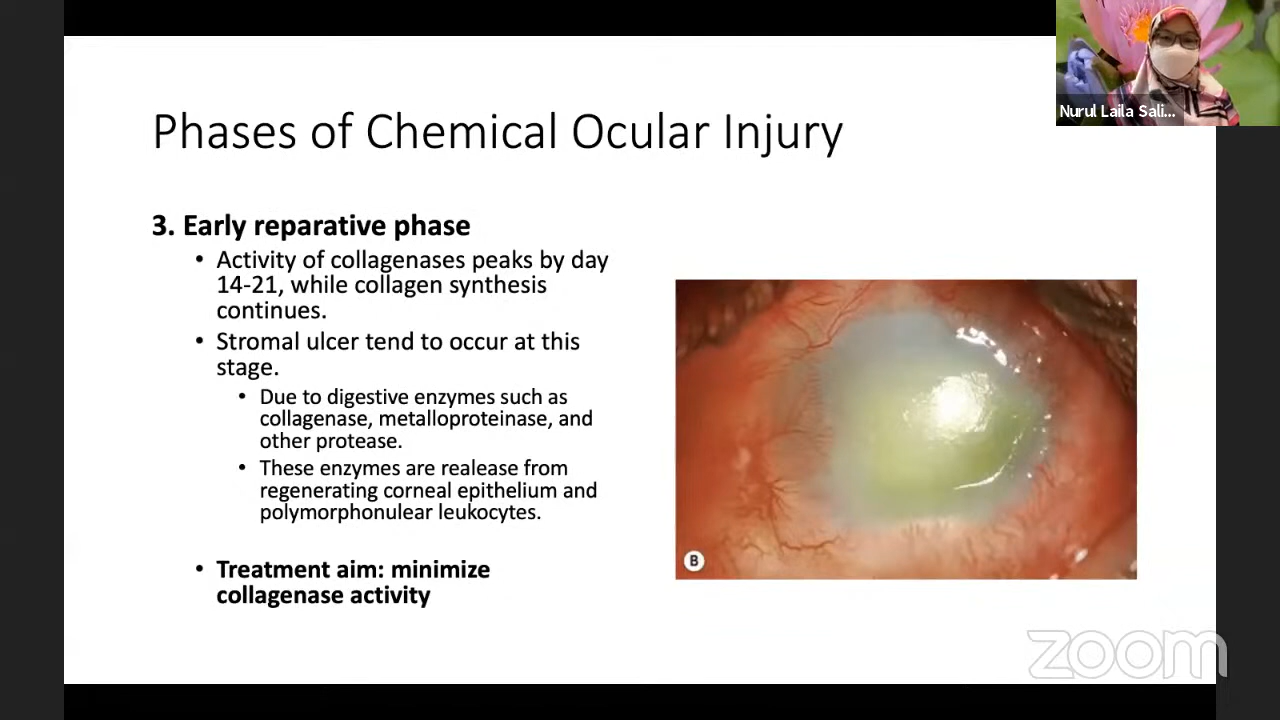 Phases of Chemical Ocular Injury
Nurul Laila Sali...
3. Early reparative phase
• Activity of collagenases peaks by day
14-21, while collagen synthesis
continues.
• Stromal ulcer tend to occur at this
stage.
• Due to digestive enzymes such as
collagenase, metalloproteinase, and
other protease.
• These enzymes are realease from
regenerating corneal epithelium and
polymorphonulear leukocytes.
• Treatment aim: minimize
collagenase activity
B
zoom